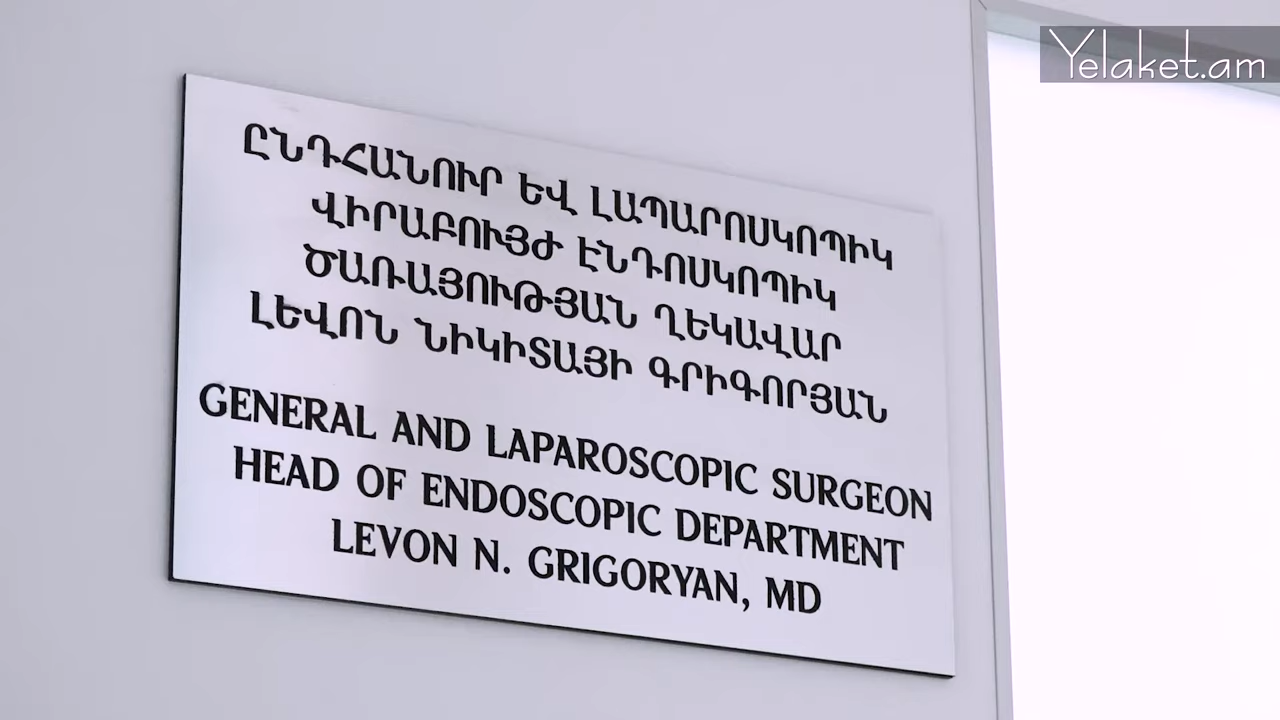 Yelaket.am
ԸՆԴՀԱՆՈՒՐ ԵՎ ԼԱՊԱՐՈՍԿՈՊԻԿ
ՎԻՐԱԲՈՒՅԺ ԷՆԴՈՍԿՈՊԻԿ
ԾԱՌԱՅՈՒԹՅԱՆ ՂԵԿԱՎԱՐ
ԼԵՎՈՆ ՆԻԿԻՏԱՅԻ ԳՐԻԳՈՐՅԱՆ
GENERAL AND LAPAROSCOPIC SURGEON
HEAD OF ENDOSCOPIC DEPARTMENT
LEVON N. GRIGORYAN, MD